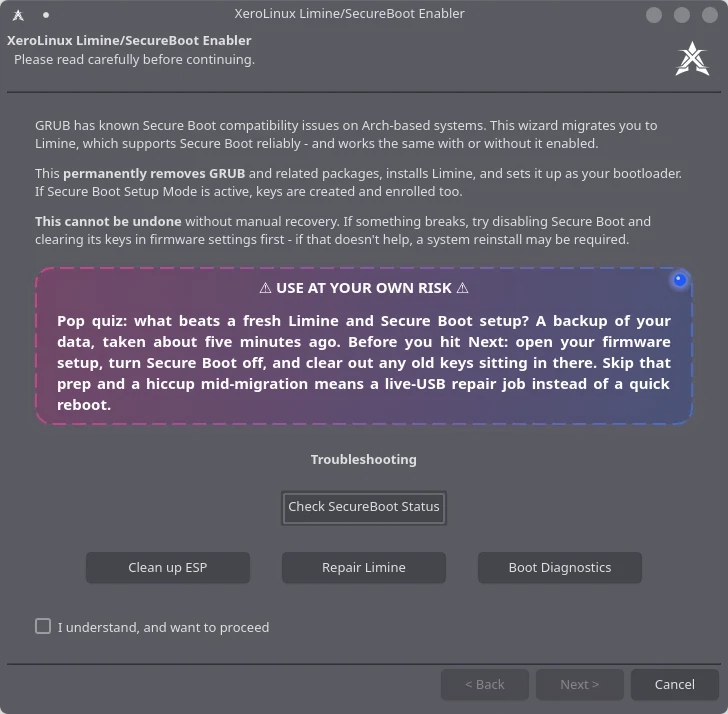 XeroLinux Limine/SecureBoot Enabler
XeroLinux Limine/SecureBoot Enabler
Please read carefully before continuing.
GRUB has known Secure Boot compatibility issues on Arch-based systems. This wizard migrates you to
Limine, which supports Secure Boot reliably - and works the same with or without it enabled.
This permanently removes GRUB and related packages, installs Limine, and sets it up as your bootloader.
If Secure Boot Setup Mode is active, keys are created and enrolled too.
This cannot be undone without manual recovery. If something breaks, try disabling Secure Boot and
clearing its keys in firmware settings first - if that doesn't help, a system reinstall may be required.
⚠ USE AT YOUR OWN RISK ⚠
Pop quiz: what beats a fresh Limine and Secure Boot setup? A backup of your
data, taken about five minutes ago. Before you hit Next: open your firmware
setup, turn Secure Boot off, and clear out any old keys sitting in there. Skip that
prep and a hiccup mid-migration means a live-USB repair job instead of a quick
reboot.
Troubleshooting
Check SecureBoot Status
Clean up ESP
Repair Limine
Boot Diagnostics
I understand, and want to proceed
< Back
Next >
Cancel